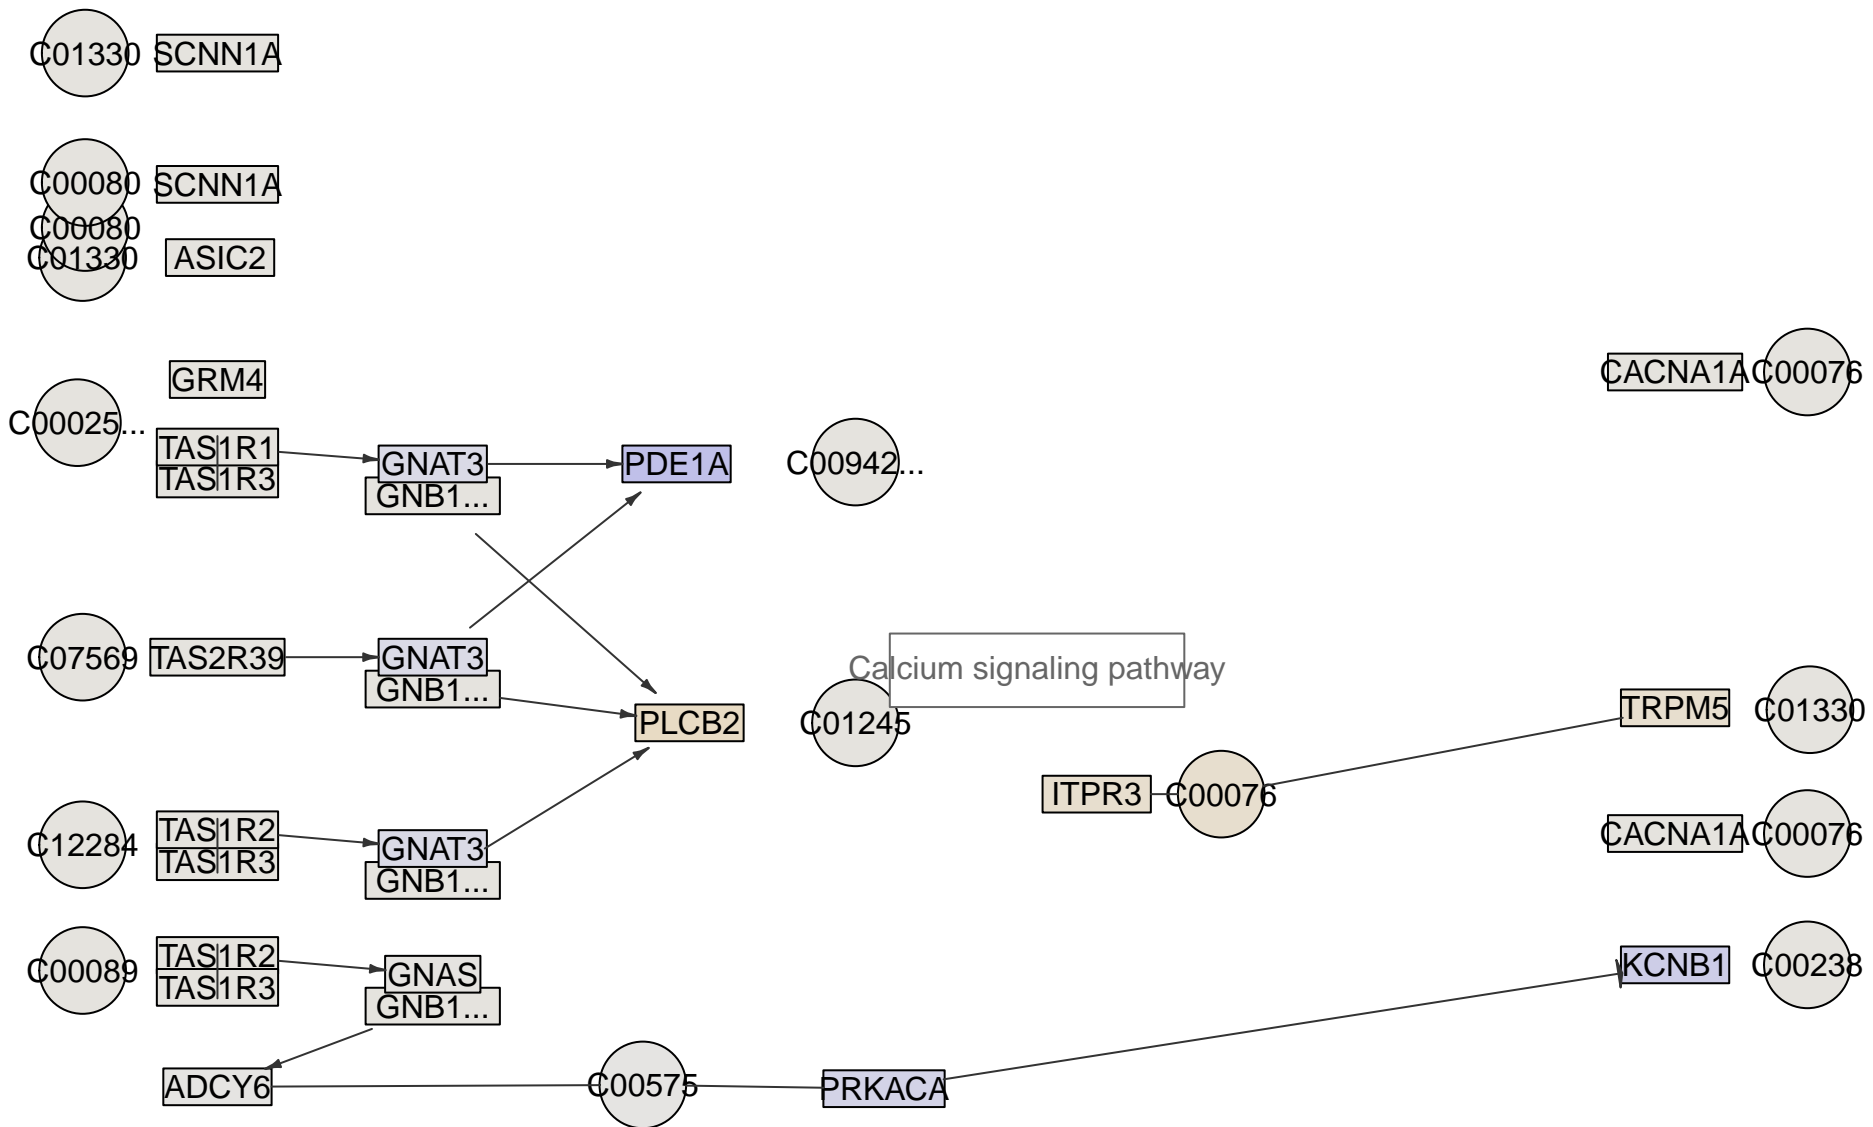 C01330 SCNN1A
C00080 SCNN1A
C00080
C01330 ASIC2
GRM4
CACNA1A C00076
C00025...
TAS1R1
TAS1R3
GNAT3
GNB1...
PDE1A
C00942...
C07569 TAS2R39
GNAT3
GNB1...
PLCB2
C01245
Calcium signaling pathway
TRPM5 C01330
ITPR3 C00076
C12284
TAS1R2
TAS1R3
GNAT3
GNB1...
CACNA1A C00076
C00089
TAS1R2
TAS1R3
GNAS
GNB1...
KCNB1 C00238
ADCY6
C00575
PRKACA